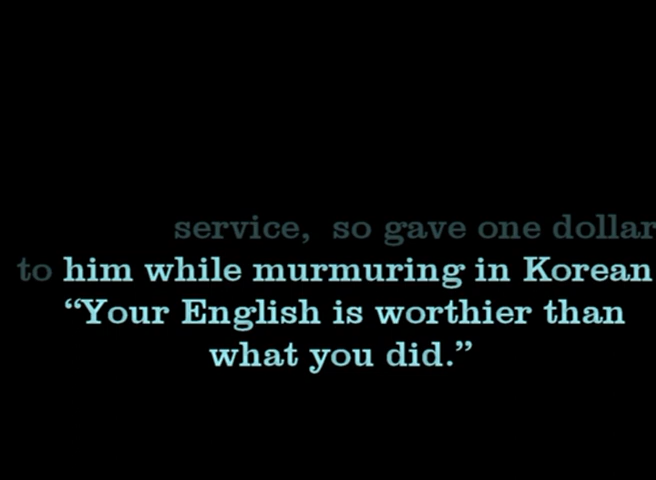 service, so gave one dollar
to him while murmuring in Korean
“Your English is worthier than
what you did.”